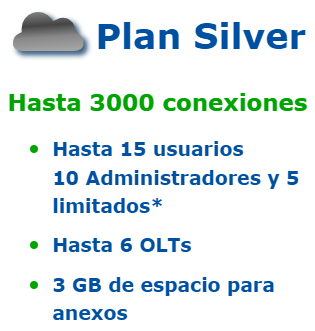 Plan Silver
Hasta 3000 conexiones
Hasta 15 usuarios
10 Administradores y 5
limitados*
Hasta 6 OLTs
3 GB de espacio para
anexos